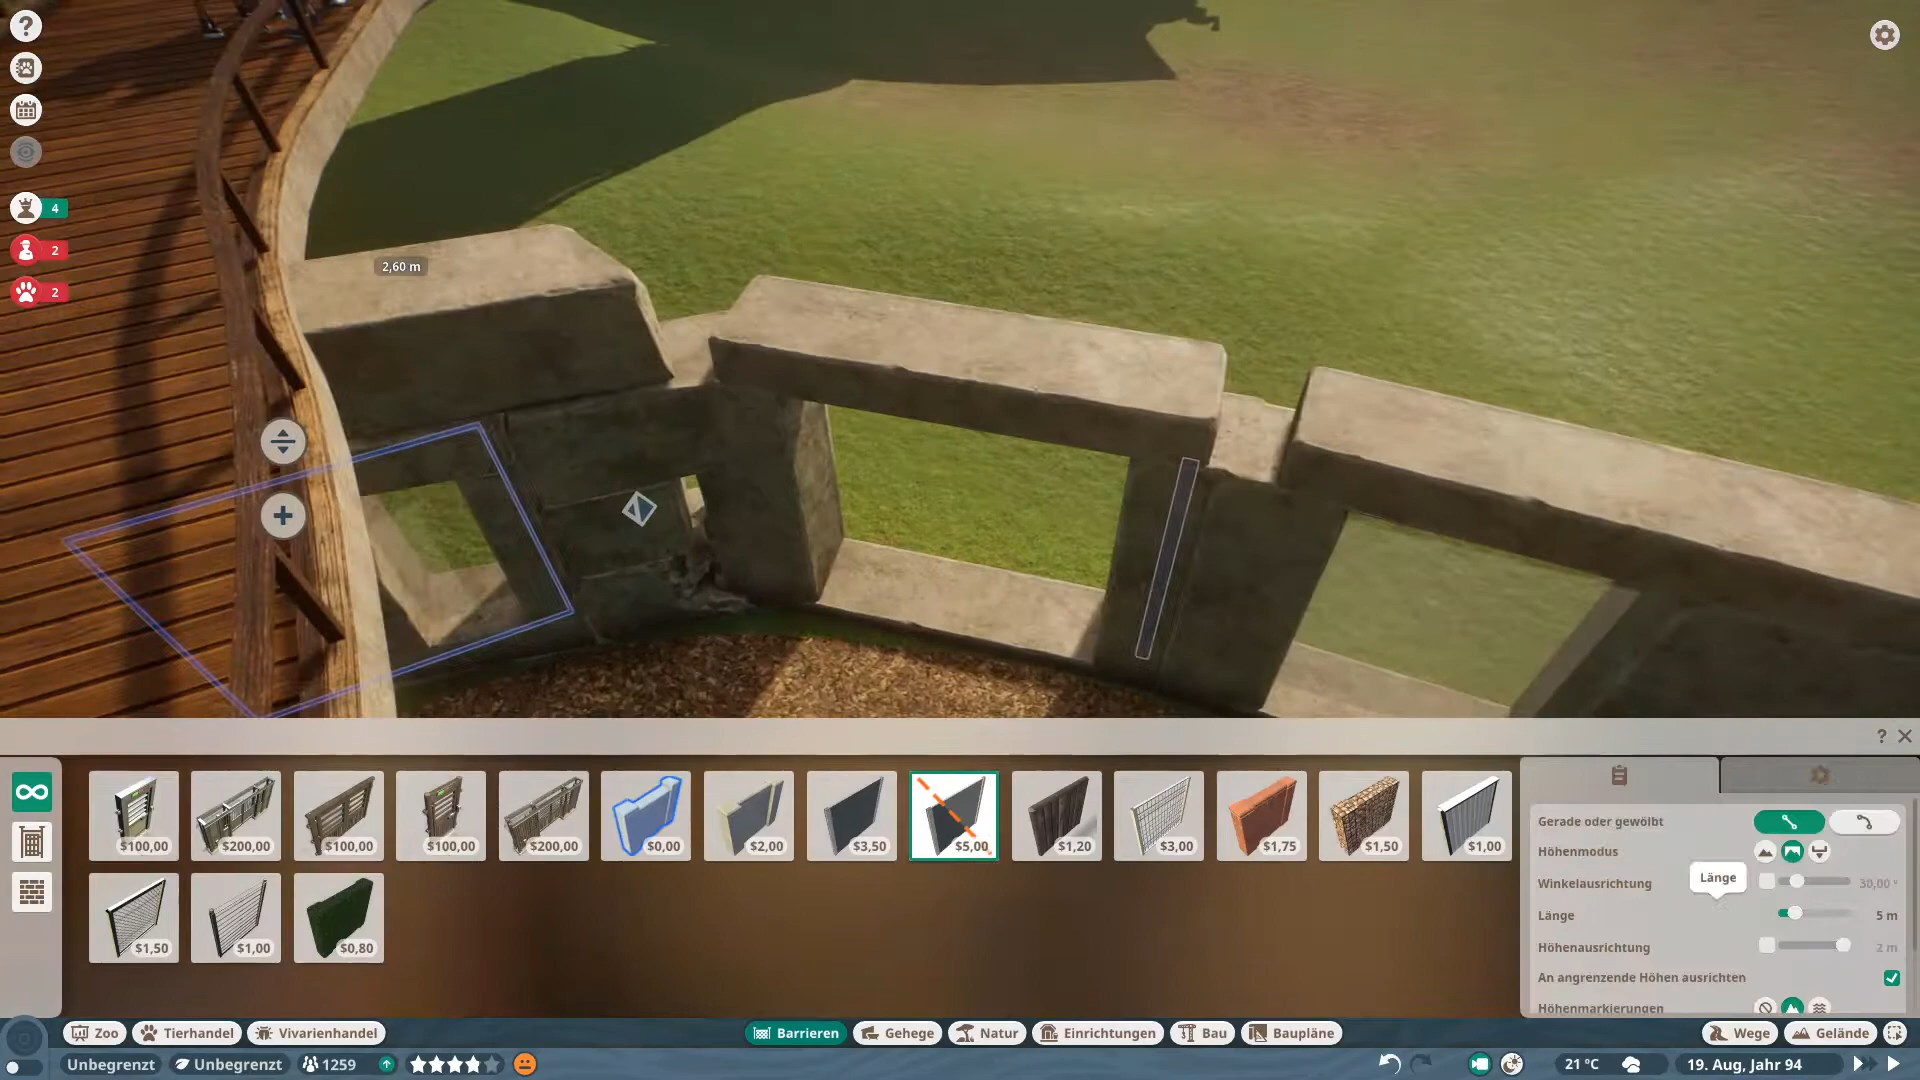 ?
4
2
2
2,60 m
?
$100,00
$200,00
$100,00
$100,00
$200,00
$0,00
$2,00
$3,50
$5,00
$1,20
$3,00
$1,75
$1,50
$1,00
$1,50
$1,00
$0,80
Gerade oder gewölbt
Höhenmodus
Winkelausrichtung
30,00 °
Länge
Länge
5 m
Höhenausrichtung
2 m
An angrenzende Höhen ausrichten
Höhenmarkierungen
Zoo
Tierhandel
Vivarienhandel
Barrieren
Gehege
Natur
Einrichtungen
Bau
Baupläne
Wege
Gelände
Unbegrenzt
Unbegrenzt
1259
21 °C
19. Aug, Jahr 94